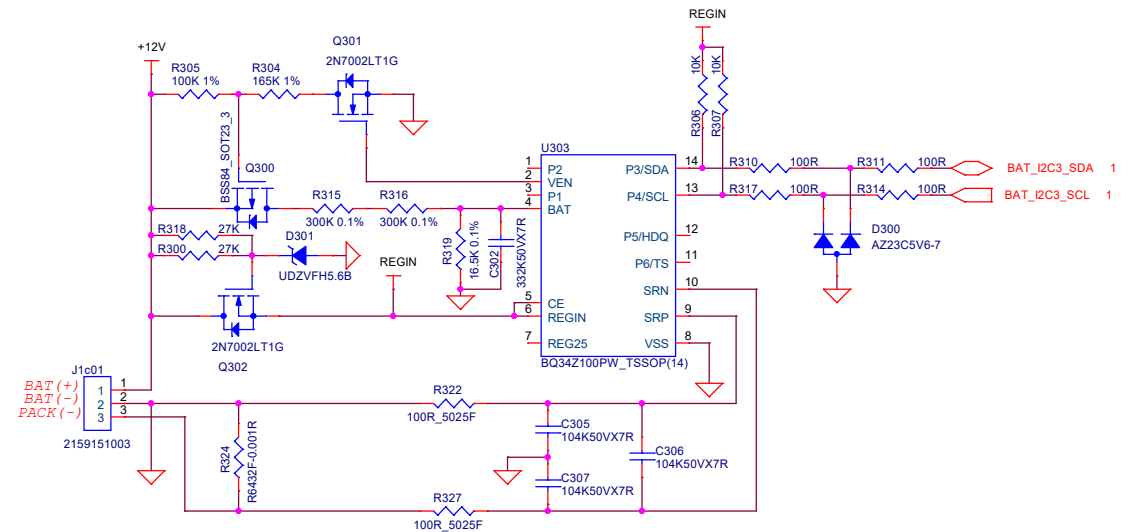 REGIN
Q301
2N7002LT1G
+12V
R305
100K 1%
R304
165K 1%
10K
10K
R306
R307
BSS84_SOT23_3
Q300
U303
1
P2
2
VEN
3
P1
4
BAT
P3/SDA
14
P4/SCL
13
P5/HDQ
12
P6/TS
11
SRN
10
SRP
9
VSS
8
5
CE
6
REGIN
7
REG25
BQ34Z100PW_TSSOP(14)
R310
100R
R311
100R
BAT_I2C3_SDA 1
R317
100R
R314
100R
BAT_I2C3_SCL 1
D300
AZ23C5V6-7
R315
300K 0.1%
R316
300K 0.1%
R318
27K
R300
27K
D301
UDZVFH5.6B
R319
16.5K 0.1%
C302
332K50VX7R
REGIN
2N7002LT1G
Q302
J1c01
BAT(+)
BAT(-)
PACK(-)
1
2
3
1
2
3
2159151003
R322
100R_5025F
R324
R6432F-0.001R
C305
104K50VX7R
C306
104K50VX7R
C307
104K50VX7R
R327
100R_5025F